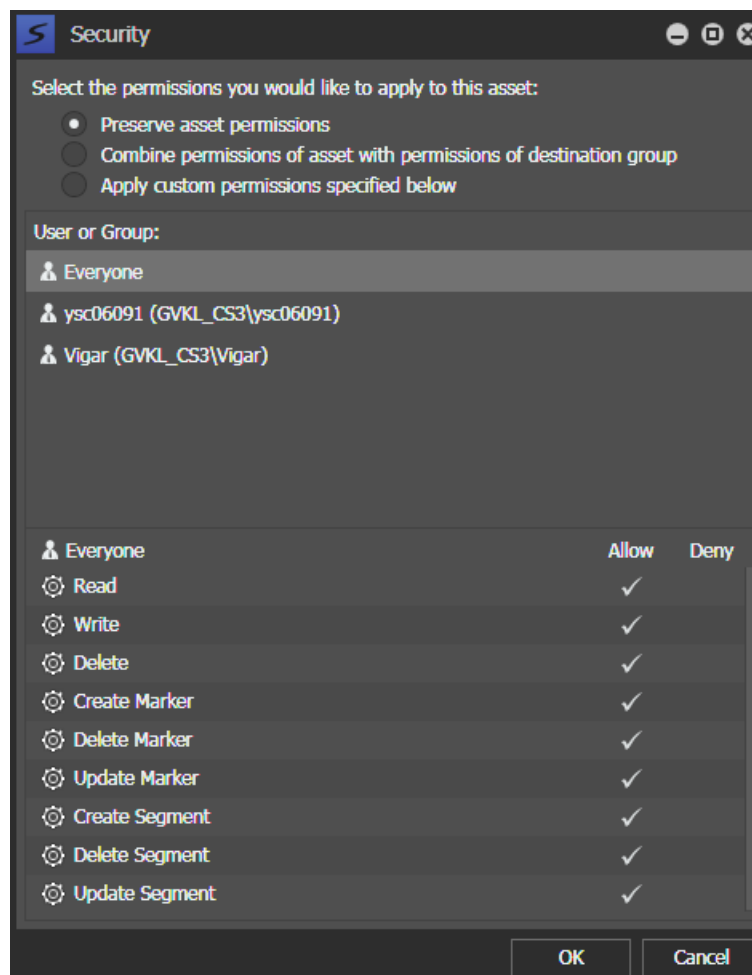 Security
Select the permissions you would like to apply to this asset:
Preserve asset permissions
Combine permissions of asset with permissions of destination group
Apply custom permissions specified below
User or Group:
Everyone
ysc06091 (GVKL_CS3\ysc06091)
Vigar (GVKL_CS3\Vigar)
Everyone Allow Deny
Read
Write
Delete
Create Marker
Delete Marker
Update Marker
Create Segment
Delete Segment
Update Segment
OK Cancel